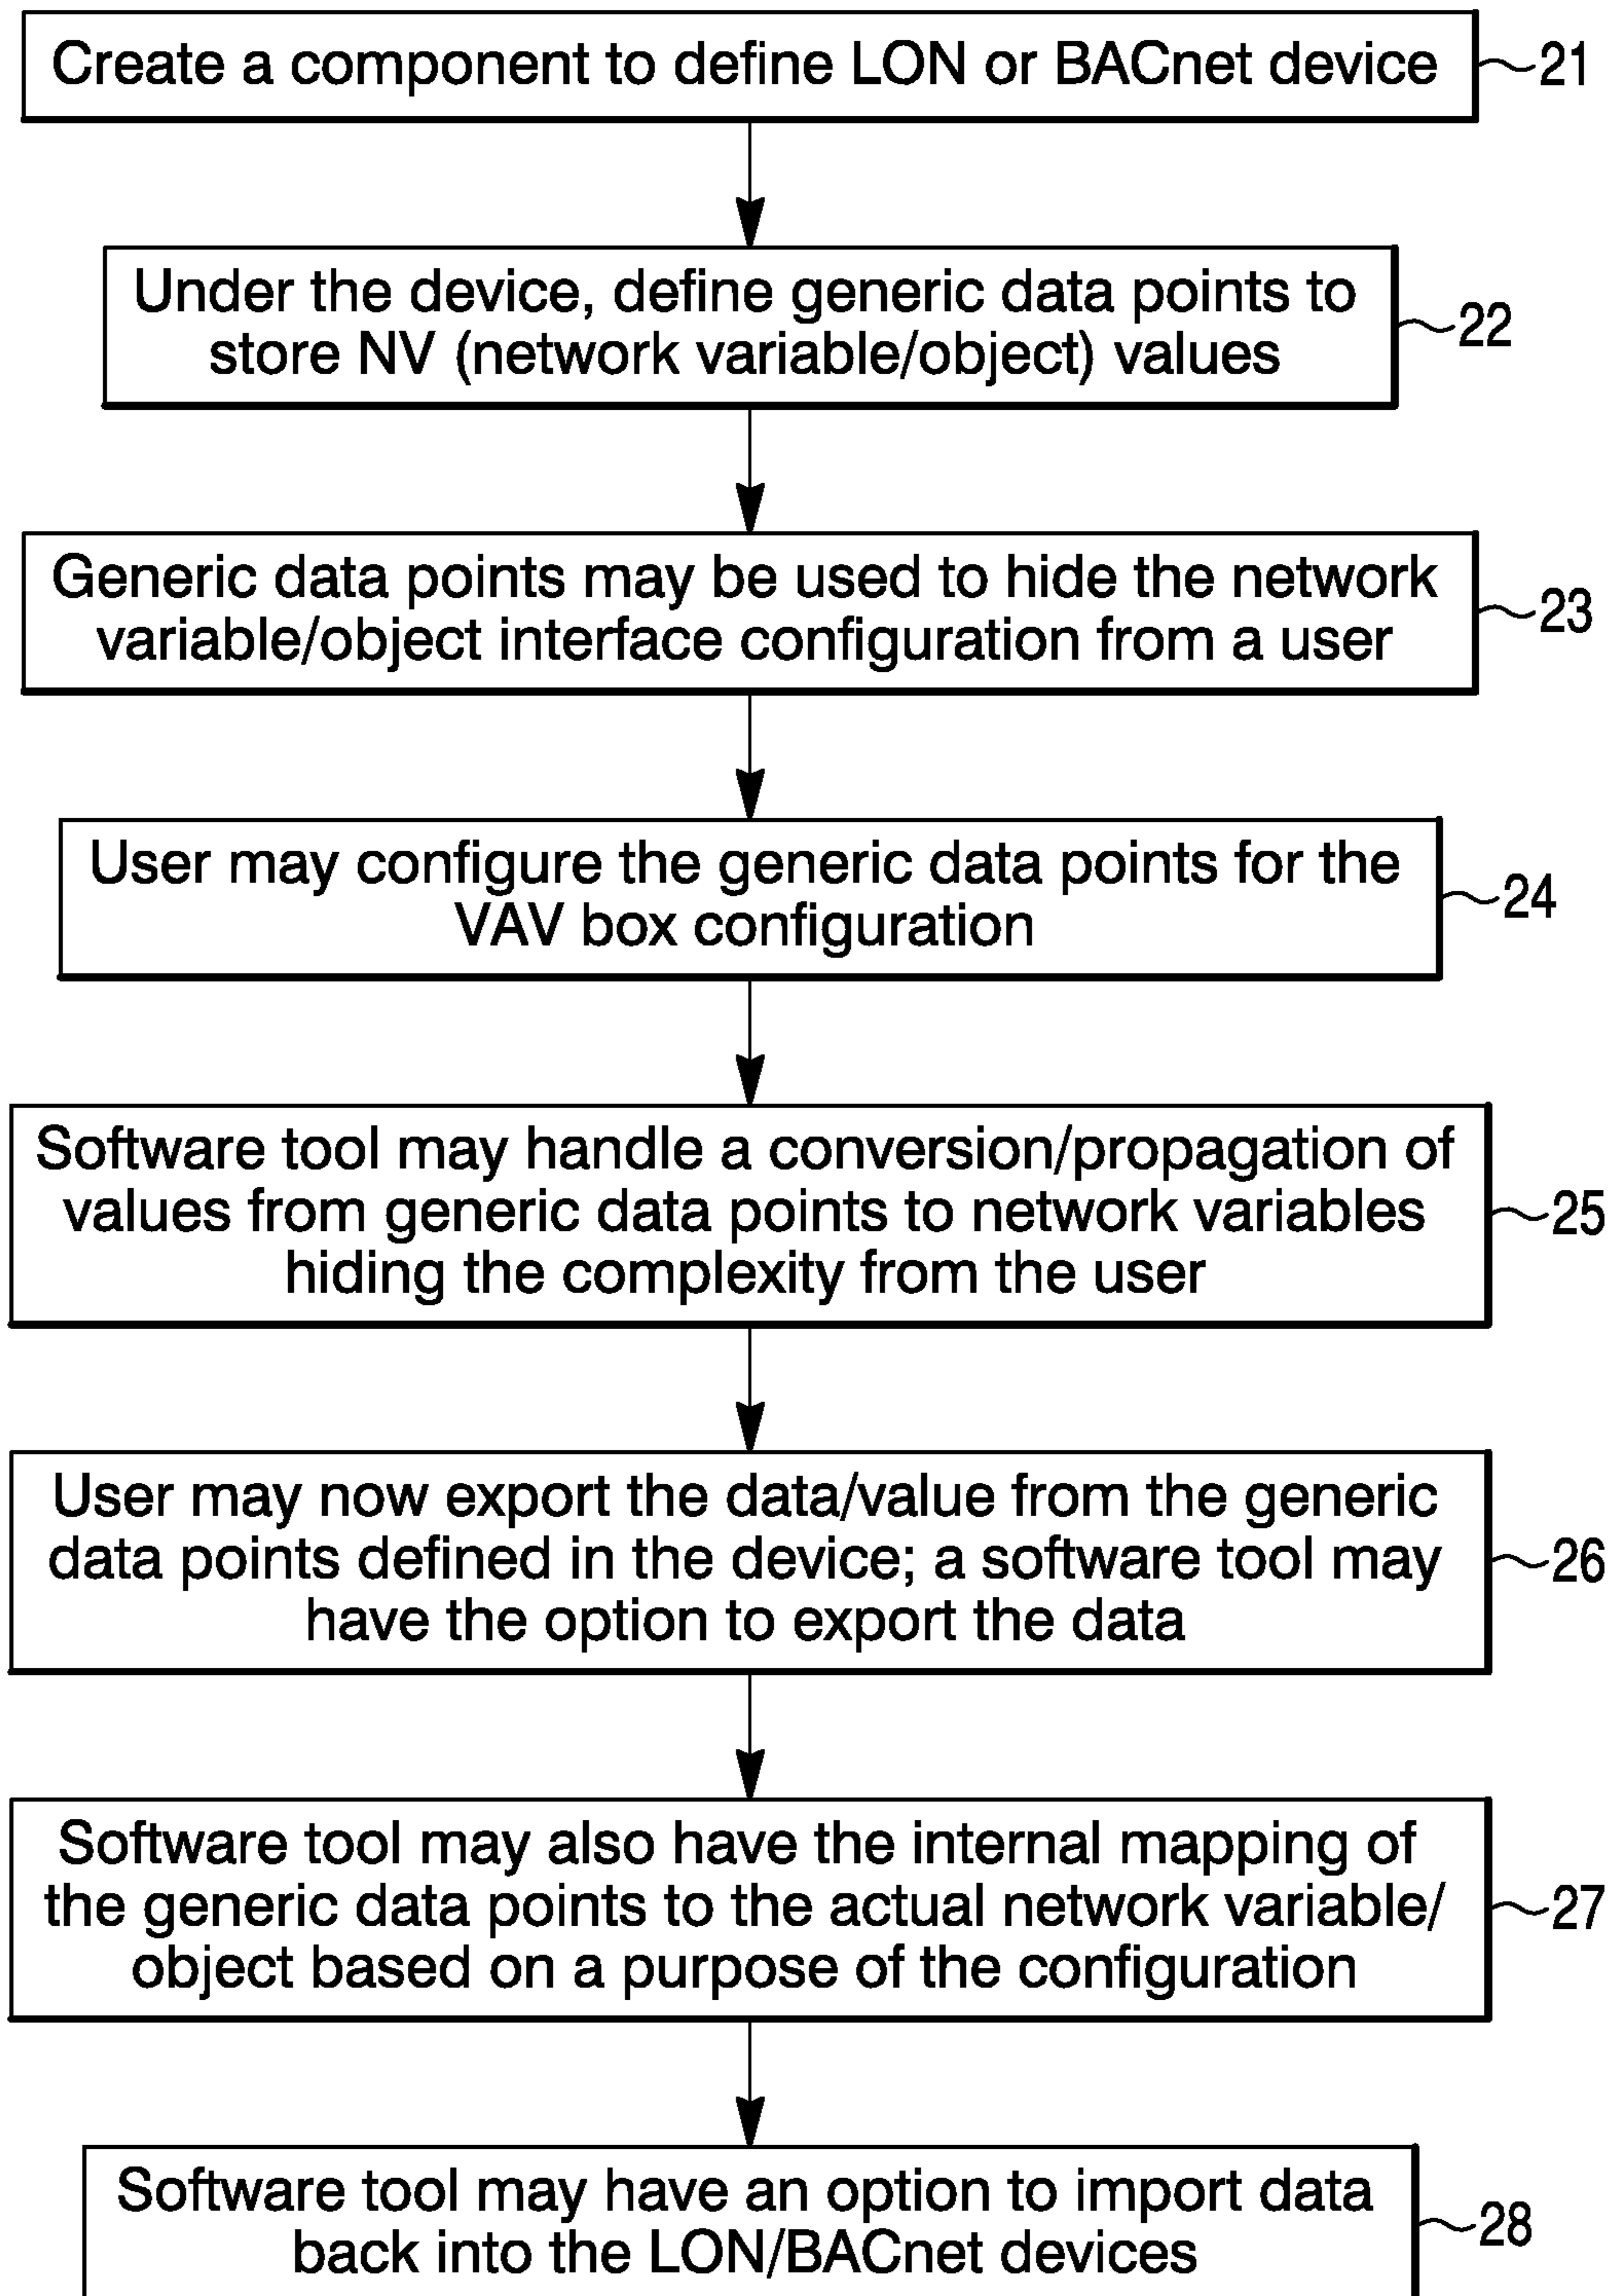 Create a component to define LON or BACnet device
21
Under the device, define generic data points to
store NV (network variable/object) values
22
Generic data points may be used to hide the network
variable/object interface configuration from a user
23
User may configure the generic data points for the
VAV box configuration
24
Software tool may handle a conversion/propagation of
values from generic data points to network variables
hiding the complexity from the user
25
User may now export the data/value from the generic
data points defined in the device; a software tool may
have the option to export the data
26
Software tool may also have the internal mapping of
the generic data points to the actual network variable/
object based on a purpose of the configuration
27
Software tool may have an option to import data
back into the LON/BACnet devices
28